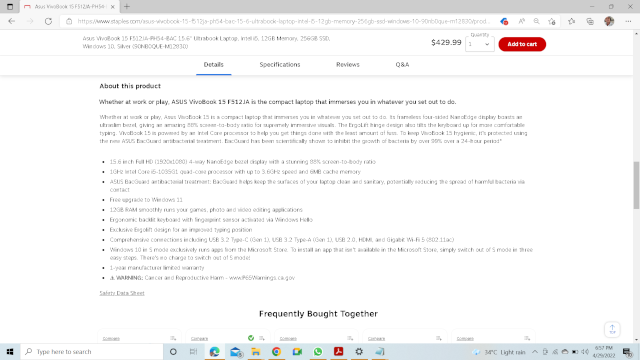 Asus VivoBook 15 F512JA-PH54-
https://www.staples.com/asus-vivobook-15-f512ja-ph54-bac-15-6-ultrabook-laptop-intel-i5-12gb-memory-256gb-ssd-windows-10-90nb0que-m12830/prod...
Asus VivoBook 15 F512JA-PH54-BAC 15.6" Ultrabook Laptop, Intel i5, 12GB Memory, 256GB SSD,
Windows 10, Silver (90NB0QUE-M12830)
$429.99
Quantity
1
Add to cart
Details
Specifications
Reviews
Q&A
About this product
Whether at work or play, ASUS VivoBook 15 F512JA is the compact laptop that immerses you in whatever you set out to do.
Whether at work or play, Asus VivoBook 15 is a compact laptop that immerses you in whatever you set out to do. Its frameless four-sided NanoEdge display boasts an
ultraslim bezel, giving an amazing 88% screen-to-body ratio for supremely immersive visuals. The ErgoLift hinge design also tilts the keyboard up for more comfortable
typing. VivoBook 15 is powered by an Intel Core processor to help you get things done with the least amount of fuss. To keep VivoBook 15 hygienic, it's protected using
the new ASUS BacGuard antibacterial treatment. BacGuard has been scientifically shown to inhibit the growth of bacteria by over 99% over a 24-hour period*
• 15.6 inch Full HD (1920x1080) 4-way NanoEdge bezel display with a stunning 88% screen-to-body ratio
• 1GHz Intel Core i5-1035G1 quad-core processor with up to 3.6GHz speed and 6MB cache memory
• ASUS BacGuard antibacterial treatment: BacGuard helps keep the surfaces of your laptop clean and sanitary, potentially reducing the spread of harmful bacteria via
contact
• Free upgrade to Windows 11
• 12GB RAM smoothly runs your games, photo and video editing applications
• Ergonomic backlit keyboard with fingerprint sensor activated via Windows Hello
• Exclusive Ergolift design for an improved typing position
• Comprehensive connections including USB 3.2 Type-C (Gen 1), USB 3.2 Type-A (Gen 1), USB 2.0, HDMI, and Gigabit Wi-Fi 5 (802.11ac)
• Windows 10 in S mode exclusively runs apps from the Microsoft Store. To install an app that isn't available in the Microsoft Store, simply switch out of S mode in three
easy steps. There's no charge to switch out of S mode
• 1-year manufacturer limited warranty
• ⚠ WARNING: Cancer and Reproductive Harm - www.P65Warnings.ca.gov
Safety Data Sheet
Frequently Bought Together
Compare
Compare
Compare
Compare
Compare
Type here to search
34°C Light rain
6:57 PM
4/29/2022